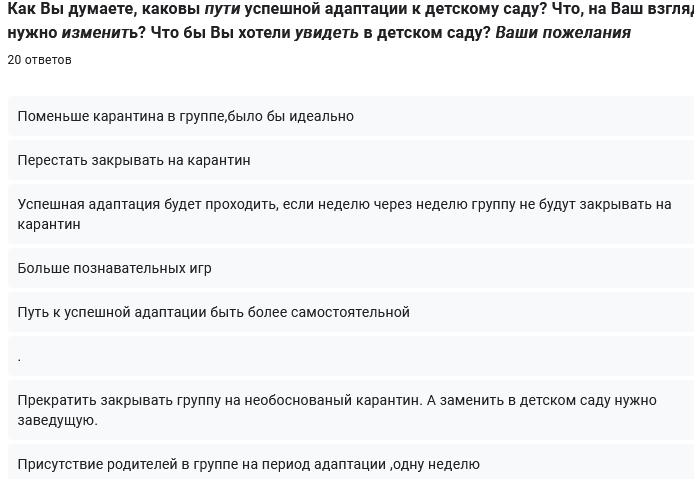 Как Вы думаете, каковы пути успешной адаптации к детскому саду? Что, на Ваш
нужно изменить? Что бы Вы хотели увидеть в детском саду? Ваши пожелания
20 ответов
Поменьше карантина в группе,было бы идеально
Перестать закрывать на карантин
Успешная адаптация будет проходить, если неделю через неделю группу не будут закрывать на
карантин
Больше познавательных игр
Путь к успешной адаптации быть более самостоятельной
.
Прекратить закрывать группу на необоснованый карантин. А заменить в детском саду нужно
заведущую.
Присутствие родителей в группе на период адаптации ,одну неделю